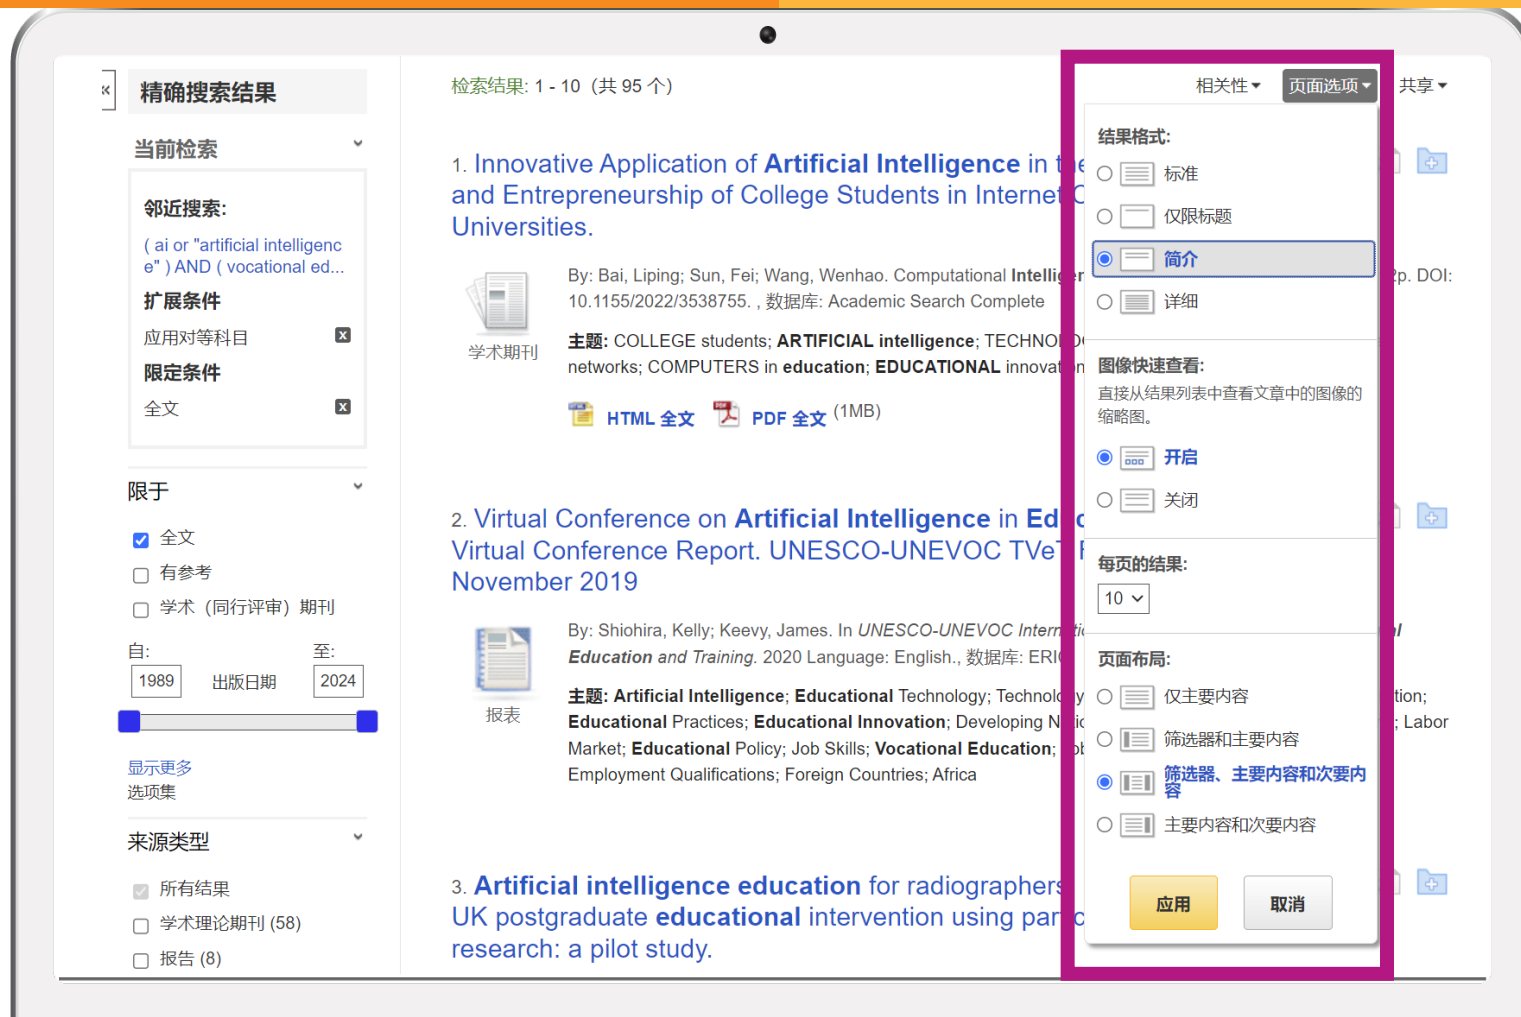 精确搜索结果
当前检索
邻近搜索:
( ai or "artificial intelligenc
e" ) AND ( vocational ed...
扩展条件
应用对等科目
限定条件
全文
限于
全文
有参考
学术（同行评审）期刊
自:
至:
1989
出版日期
2024
显示更多
选项集
来源类型
所有结果
学术理论期刊 (58)
报告 (8)
检索结果: 1 - 10（共 95 个）
相关性
页面选项
共享
1. Innovative Application of Artificial Intelligence in the
and Entrepreneurship of College Students in Internet C
Universities.
By: Bai, Liping; Sun, Fei; Wang, Wenhao. Computational Intelliger
2p. DOI:
10.1155/2022/3538755. , 数据库: Academic Search Complete
学术期刊
主题: COLLEGE students; ARTIFICIAL intelligence; TECHNOLO
networks; COMPUTERS in education; EDUCATIONAL innovation
HTML 全文
PDF
PDF 全文 (1MB)
2. Virtual Conference on Artificial Intelligence in Educ
Virtual Conference Report. UNESCO-UNEVOC TVeT F
November 2019
By: Shiohira, Kelly; Keevy, James. In UNESCO-UNEVOC Internatio
al
Education and Training. 2020 Language: English., 数据库: ERI
报表
主题: Artificial Intelligence; Educational Technology; Technology
tion;
Educational Practices; Educational Innovation; Developing Natio
; Labor
Market; Educational Policy; Job Skills; Vocational Education; Job
Employment Qualifications; Foreign Countries; Africa
3. Artificial intelligence education for radiographers
UK postgraduate educational intervention using partic
research: a pilot study.
结果格式:
标准
仅限标题
简介
详细
图像快速查看:
直接从结果列表中查看文章中的图像的
缩略图。
开启
关闭
每页的结果:
10
页面布局:
仅主要内容
筛选器和主要内容
筛选器、主要内容和次要内
容
主要内容和次要内容
应用
取消